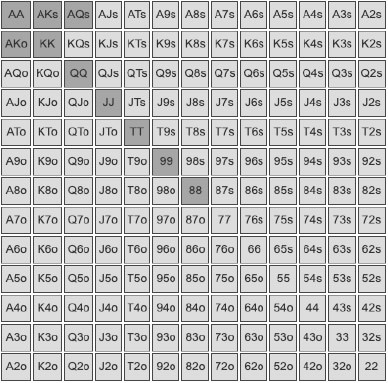 AA AKs AQs AJs ATs A9s A8s A7s A6s A5s A4s A3s A2s
AKo KK KQs KJs KTs K9s K8s K7s K6s K5s K4s K3s K2s
AQo KQo QQ QJs QTs Q9s Q8s Q7s Q6s Q5s Q4s Q3s Q2s
AJo KJo QJo JJ JTs J9s J8s J7s J6s J5s J4s J3s J2s
ATo KTo QTo JTo TT T9s T8s T7s T6s T5s T4s T3s T2s
A9o K9o Q9o J9o T9o 99 98s 97s 96s 95s 94s 93s 92s
A8o K8o Q8o J8o T8o 98o 88 87s 86s 85s 84s 83s 82s
A7o K7o Q7o J7o T7o 97o 87o 77 76s 75s 74s 73s 72s
A6o K6o Q6o J6o T6o 96o 86o 76o 66 65s 64s 63s 62s
A5o K5o Q5o J5o T5o 95o 85o 75o 65o 55 54s 53s 52s
A4o K4o Q4o J4o T4o 94o 84o 74o 64o 54o 44 43s 42s
A3o K3o Q3o J3o T3o 93o 83o 73o 63o 53o 43o 33 32s
A2o K2o Q2o J2o T2o 92o 82o 72o 62o 52o 42o 32o 22